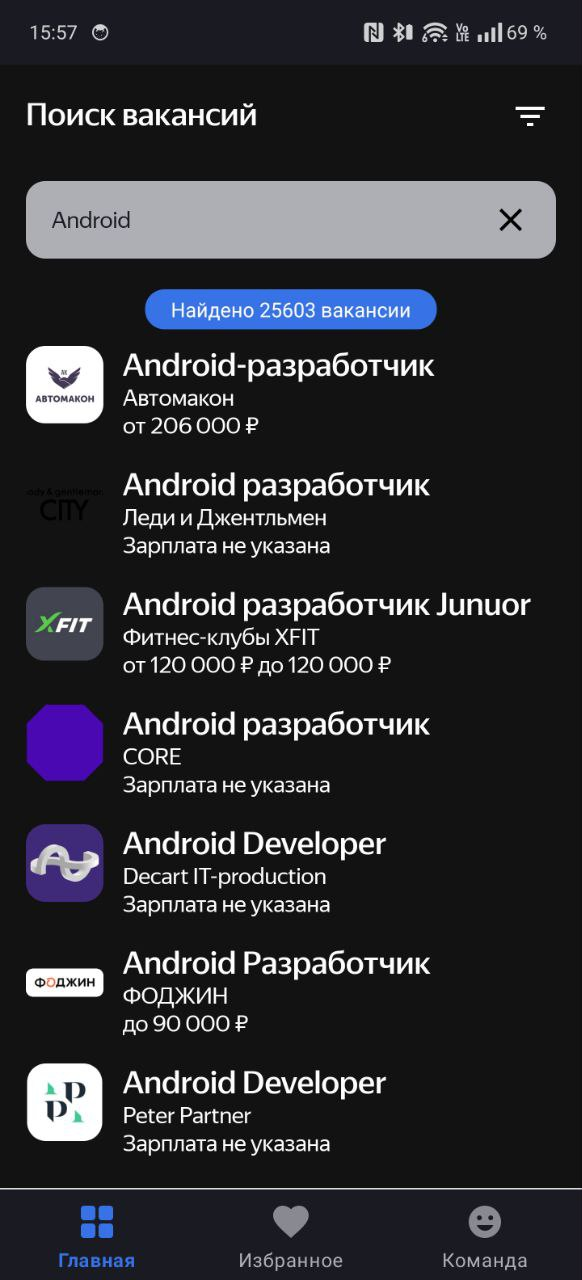 15:57
Vo
LTE
69 %
Поиск вакансий
Android
Найдено 25603 вакансии
Android-разработчик
АВТОМАКОН
Автомакон
от 206 000 ₽
Android разработчик
lady & gentleman
CITY
Леди и Джентльмен
Зарплата не указана
Android разработчик Junuor
XFIT
Фитнес-клубы XFIT
от 120 000 ₽ до 120 000 ₽
Android разработчик
CORE
Зарплата не указана
Android Developer
Decart IT-production
Зарплата не указана
Android Разработчик
ФОДЖИН
ФОДЖИН
до 90 000 ₽
Android Developer
PP
Peter Partner
Зарплата не указана
Главная
Избранное
Команда